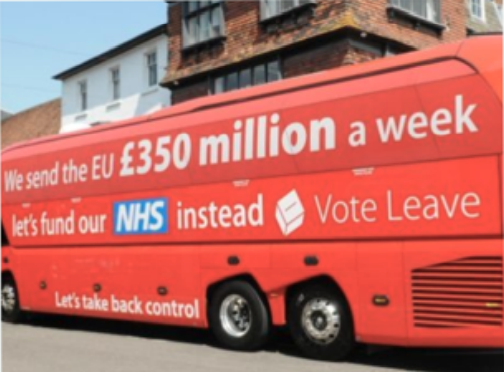 We send the EU £350 million a week
let's fund our NHS instead Vote Leave
Let's take back control